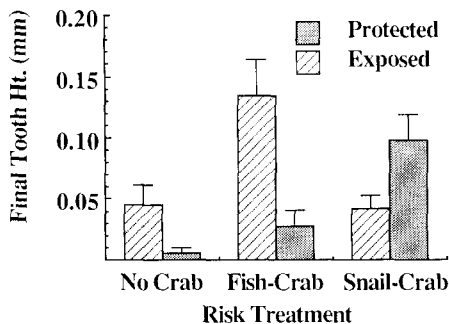 Final Tooth Ht. (mm)
0.20
0.15
0.10
0.05
Protected
Exposed
No Crab Fish-Crab Snail-Crab
Risk Treatment